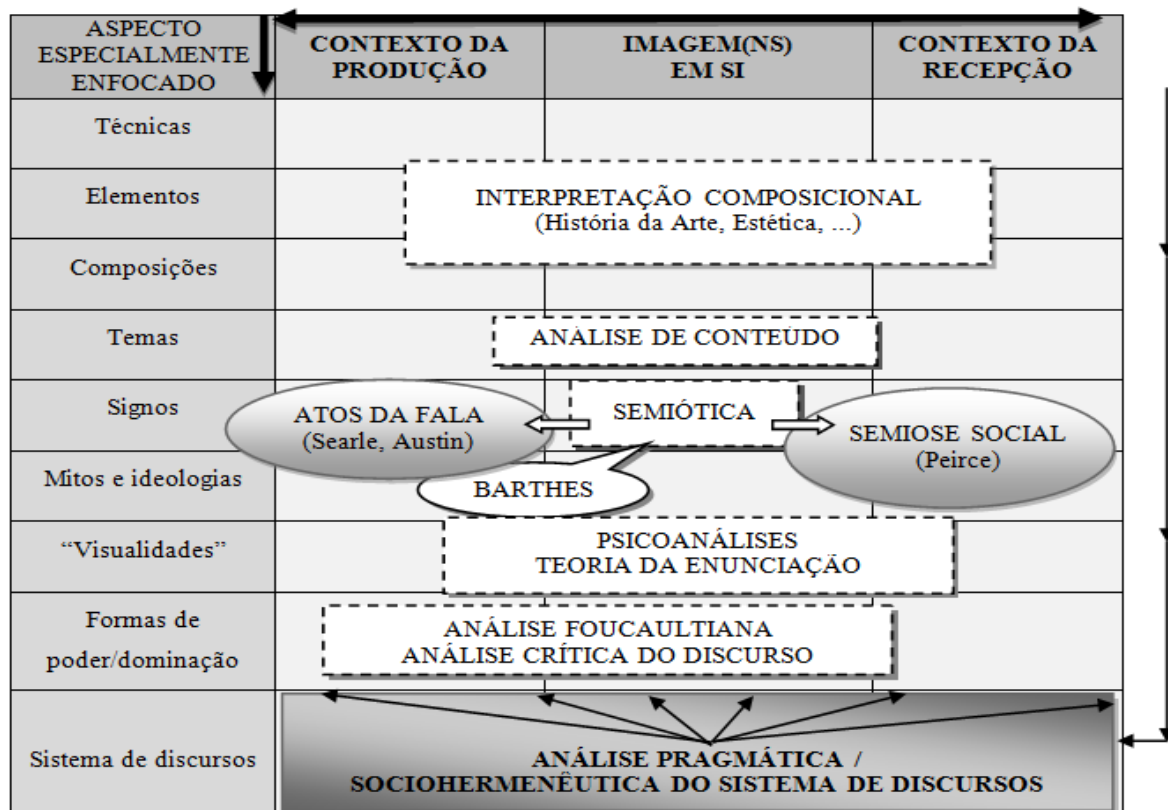 ASPECTO
ESPECIALMENTE
ENFOCADO
CONTEXTO DA
PRODUÇÃO
IMAGEM(NS)
EM SI
CONTEXTO DA
RECEPÇÃO
Técnicas
Elementos
INTERPRETAÇÃO COMPOSICIONAL
(História da Arte, Estética, ...)
Composições
Temas
ANÁLISE DE CONTEÚDO
Signos
ATOS DA FALA
(Searle, Austin)
SEMIÓTICA
SEMIOSE SOCIAL
(Peirce)
Mitos e ideologias
BARTHES
“Visualidades”
PSICOANÁLISES
TEORIA DA ENUNCIAÇÃO
Formas de
poder/dominação
ANÁLISE FOUCAULTIANA
ANÁLISE CRÍTICA DO DISCURSO
Sistema de discursos
ANÁLISE PRAGMÁTICA /
SOCIOHERMENÊUTICA DO SISTEMA DE DISCURSOS